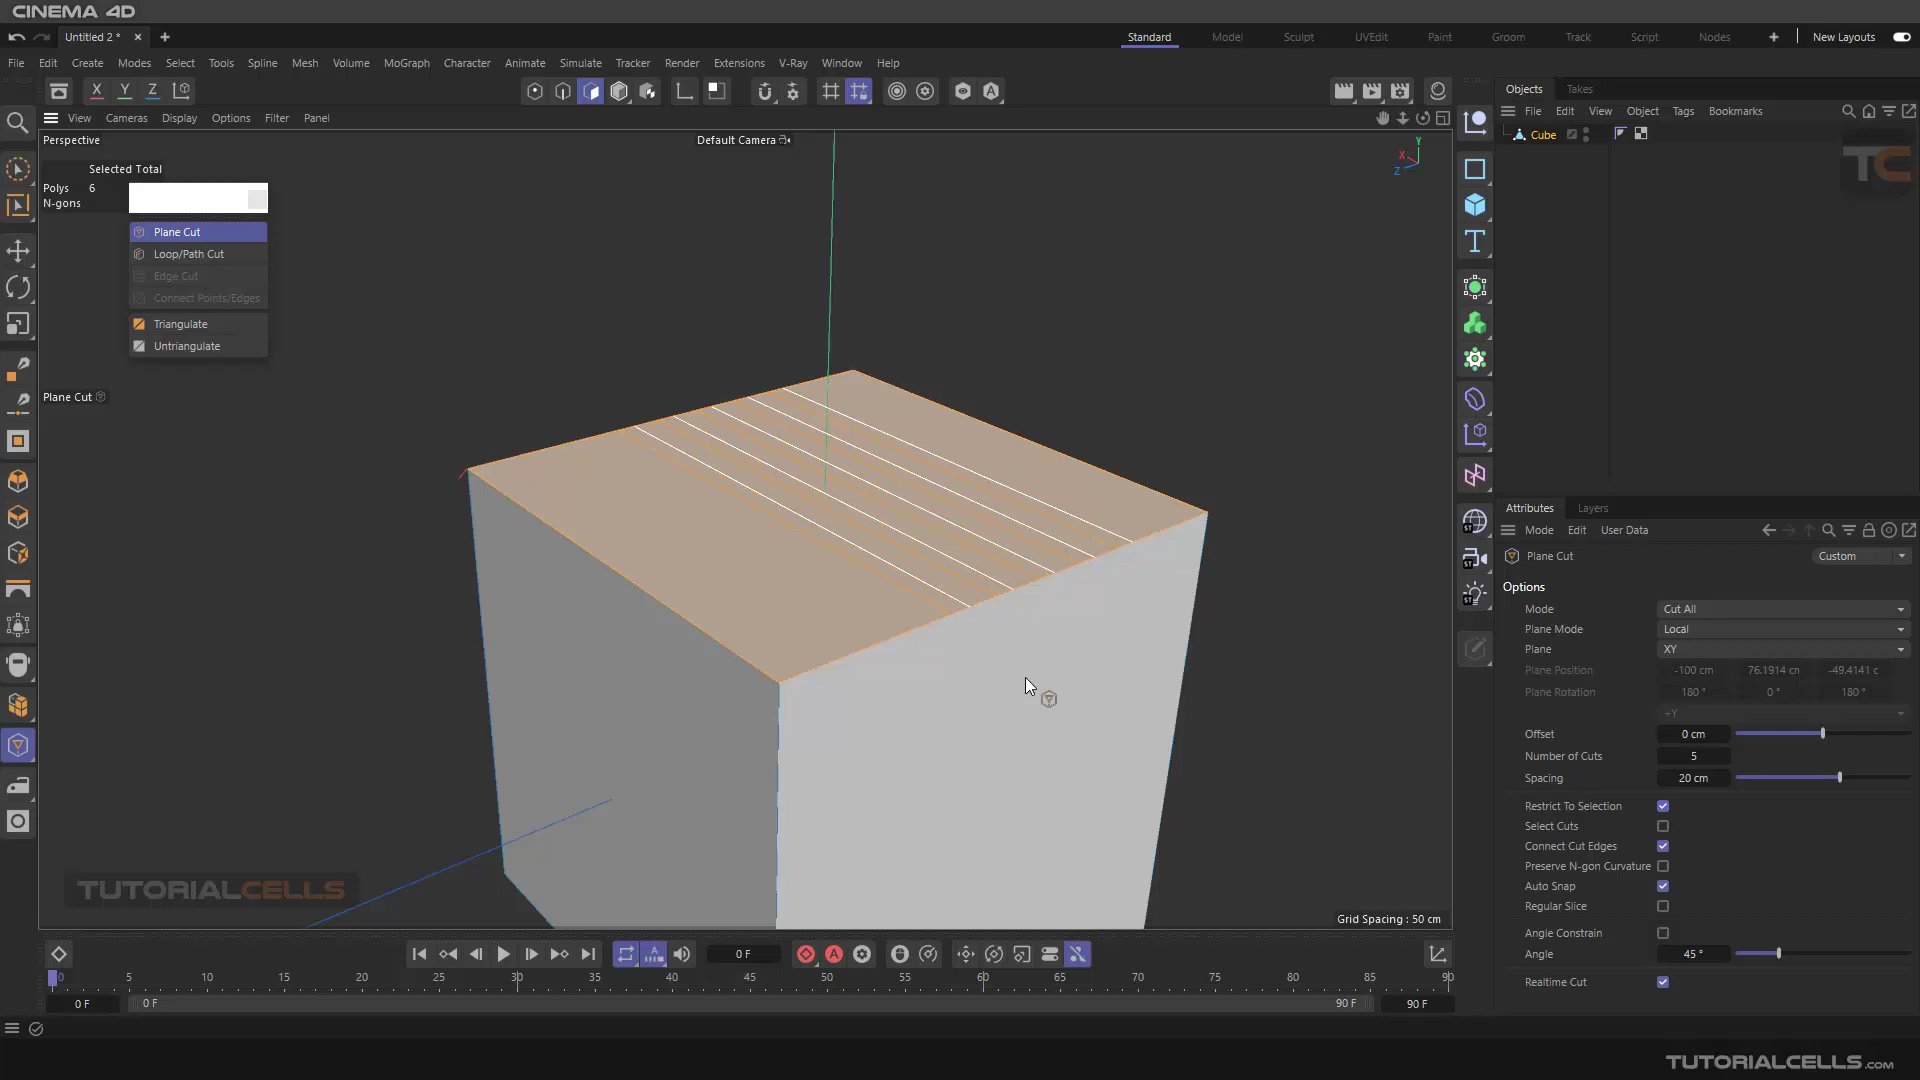 CINEMA 4D
Untitled 2 *
Standard
Model
Sculpt
UVEdit
Paint
Groom
Track
Script
Nodes
New Layouts
File Edit Create Modes Select Tools Spline Mesh Volume MoGraph Character Animate Simulate Tracker Render Extensions V-Ray Window Help
X Y Z
Objects Takes
File Edit View Object Tags Bookmarks
Cube
TC
View Cameras Display Options Filter Panel
Perspective
Default Camera
Y
X
Z
Selected Total
Polys 6
N-gons
Plane Cut
Loop/Path Cut
Edge Cut
Connect Points/Edges
Triangulate
Untriangulate
Plane Cut
TUTORIALCELLS
Grid Spacing : 50 cm
Attributes Layers
Mode Edit User Data
Plane Cut
Custom
Options
Mode Cut All
Plane Mode Local
Plane XY
Plane Position -100 cm 76.1914 cn -49.4141 c
Plane Rotation 180 ° 0 ° 180 °
+Y
Offset 0 cm
Number of Cuts 5
Spacing 20 cm
Restrict To Selection
Select Cuts
Connect Cut Edges
Preserve N-gon Curvature
Auto Snap
Regular Slice
Angle Constrain
Angle 45 °
Realtime Cut
0 F
0 5 10 15 20 25 30 35 40 45 50 55 60 65 70 75 80 85 90
0 F 0 F 90 F 90 F
TUTORIALCELLS.com